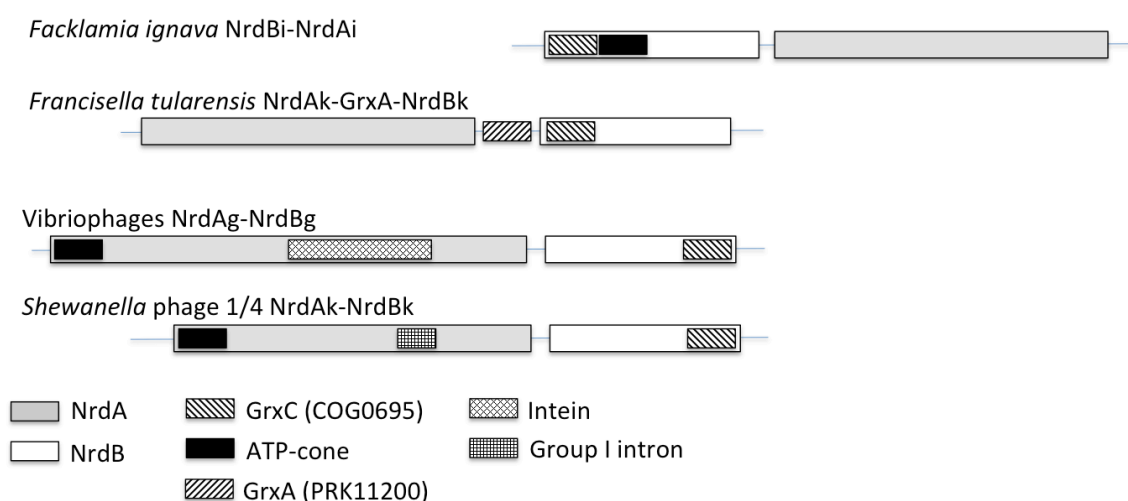 Facklamia ignava NrdBi-NrdAi
Francisella tularensis NrdAk-GrxA-NrdBk
Vibriophages NrdAg-NrdBg
Shewanella phage 1/4 NrdAk-NrdBk
NrdA
GrxC (COG0695)
Intein
NrdB
ATP-cone
Group I intron
GrxA (PRK11200)